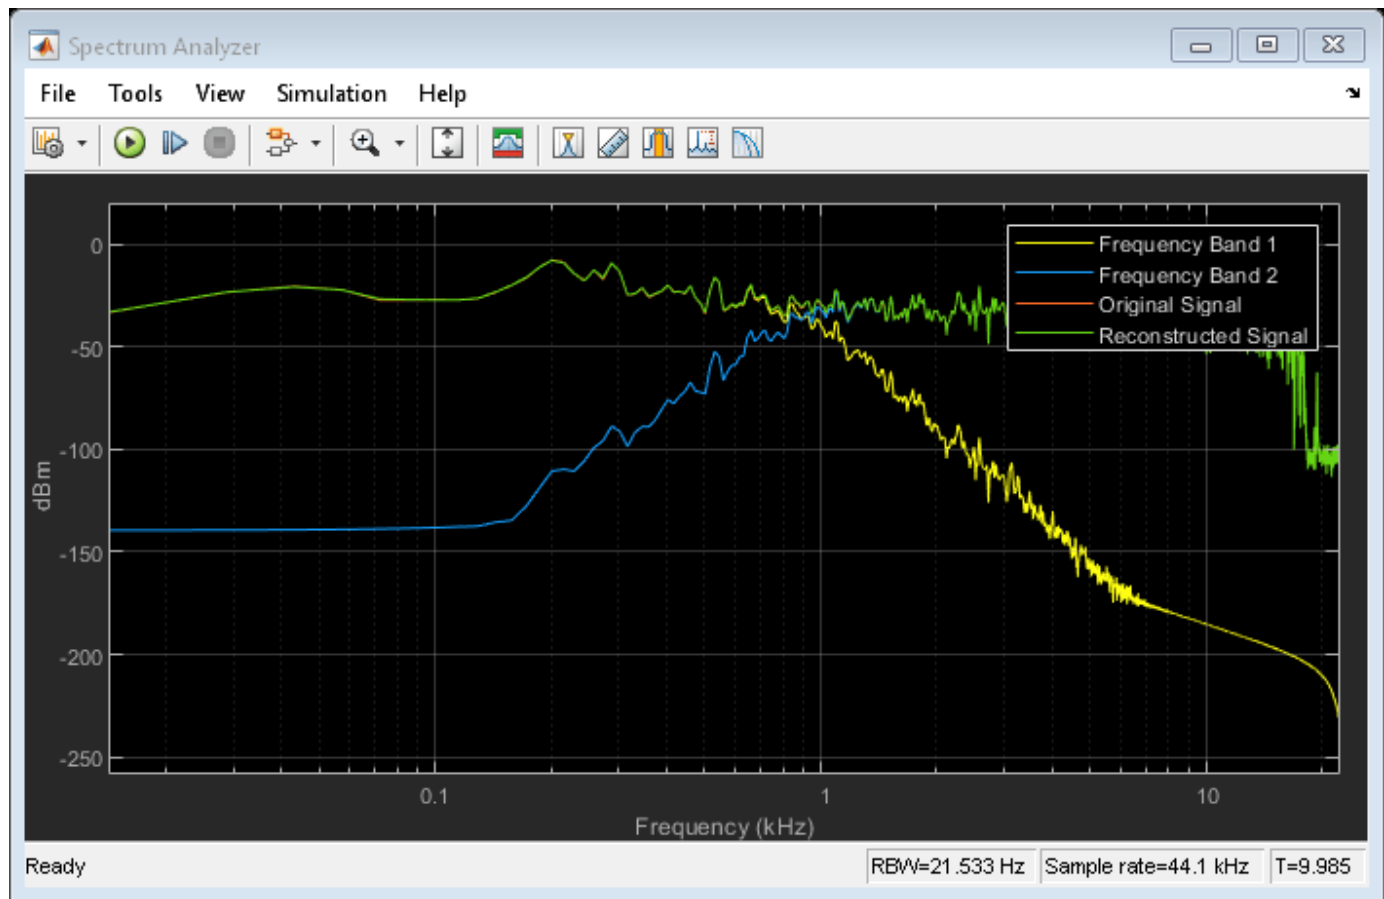 Spectrum Analyzer
File Tools View Simulation Help
Frequency Band 1
Frequency Band 2
Original Signal
Reconstructed Signal
0
-50
-100
-150
-200
-250
dBm
0.1 1 10
Frequency (kHz)
Ready RBW=21.533 Hz Sample rate=44.1 kHz T=9.985